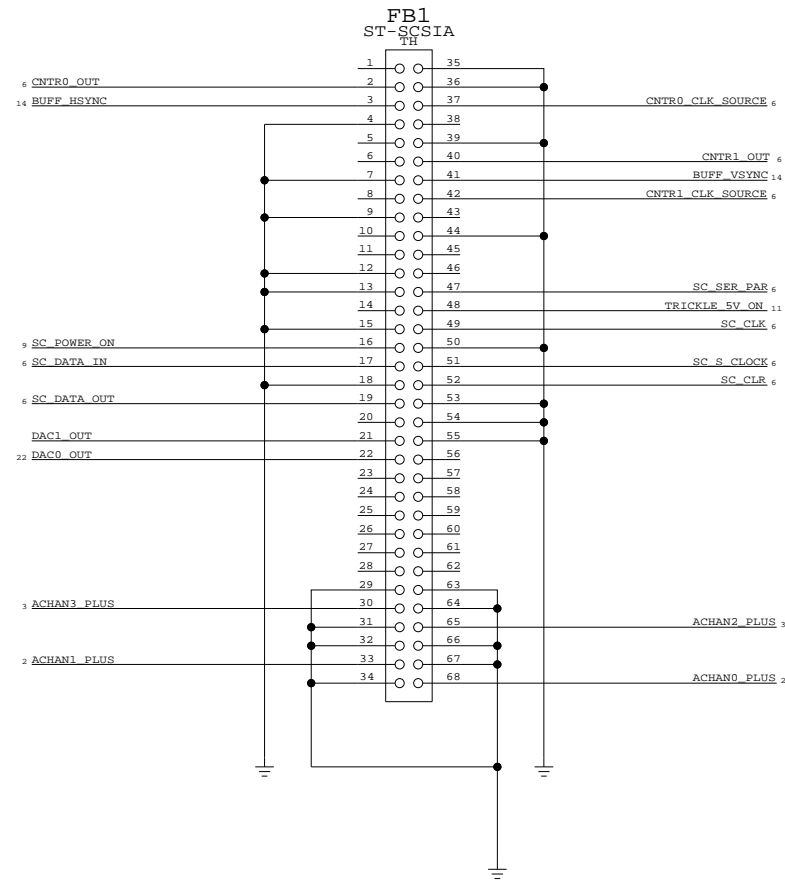 FB1
ST-SCSIA
TH
1 35
6 CNTR0_OUT 2 36
14 BUFF_HSYNC 3 37 CNTR0_CLK_SOURCE 6
4 38
5 39
6 40 CNTR1_OUT 6
7 41 BUFF_VSYNC 14
8 42 CNTR1_CLK_SOURCE 6
9 43
10 44
11 45
12 46
13 47 SC_SER_PAR 6
14 48 TRICKLE_5V_ON 11
15 49 SC_CLK 6
9 SC_POWER_ON 16 50
6 SC_DATA_IN 17 51 SC_S_CLOCK 6
18 52 SC_CLR 6
6 SC_DATA_OUT 19 53
20 54
DAC1_OUT 21 55
22 DAC0_OUT 22 56
23 57
24 58
25 59
26 60
27 61
28 62
29 63
3 ACHAN3_PLUS 30 64
31 65 ACHAN2_PLUS 3
32 66
2 ACHAN1_PLUS 33 67
34 68 ACHAN0_PLUS 2